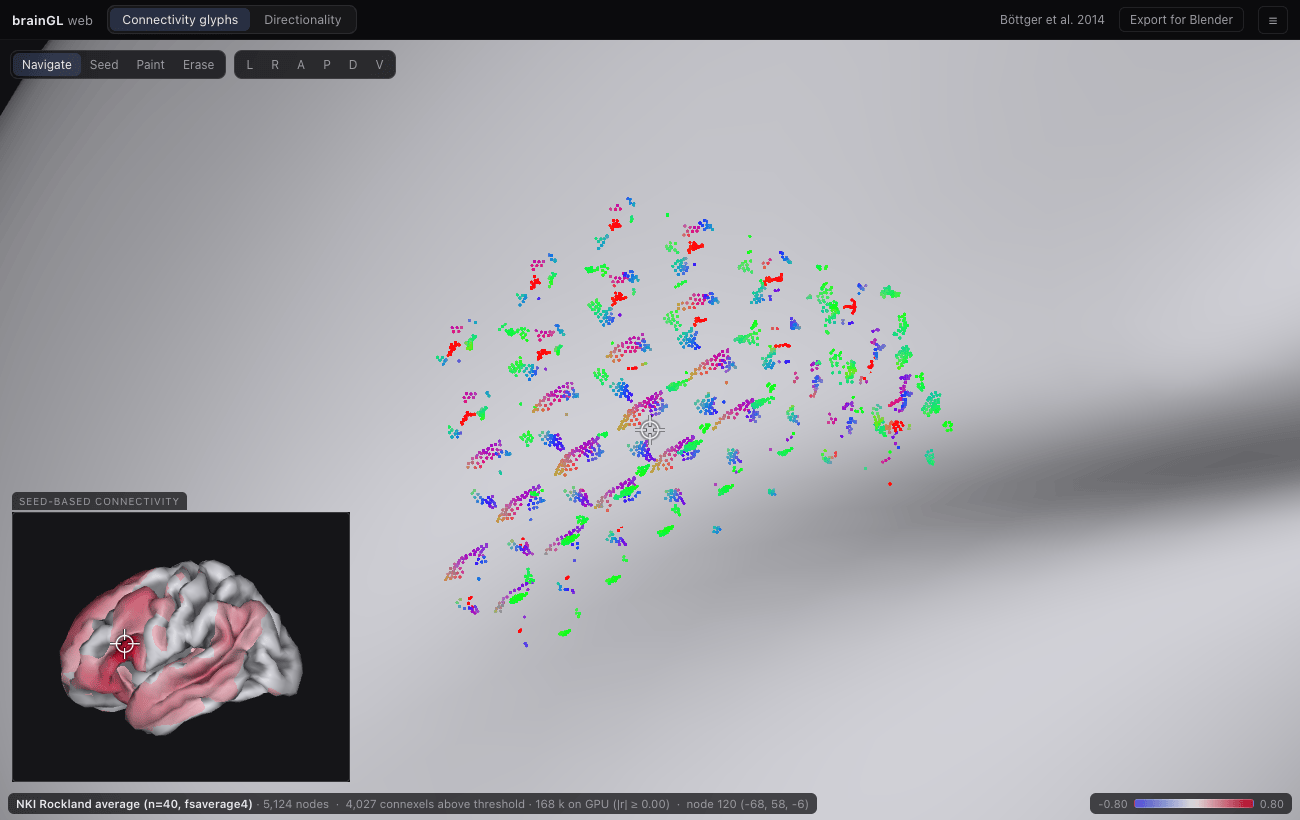 brainGL web Connectivity glyphs Directionality Böttger et al. 2014 Export for Blender ≡
Navigate Seed Paint Erase L R A P D V
SEED-BASED CONNECTIVITY
NKI Rockland average (n=40, fsaverage4) · 5,124 nodes · 4,027 connexels above threshold · 168 k on GPU (|r| ≥ 0.00) · node 120 (-68, 58, -6)
-0.80 0.80